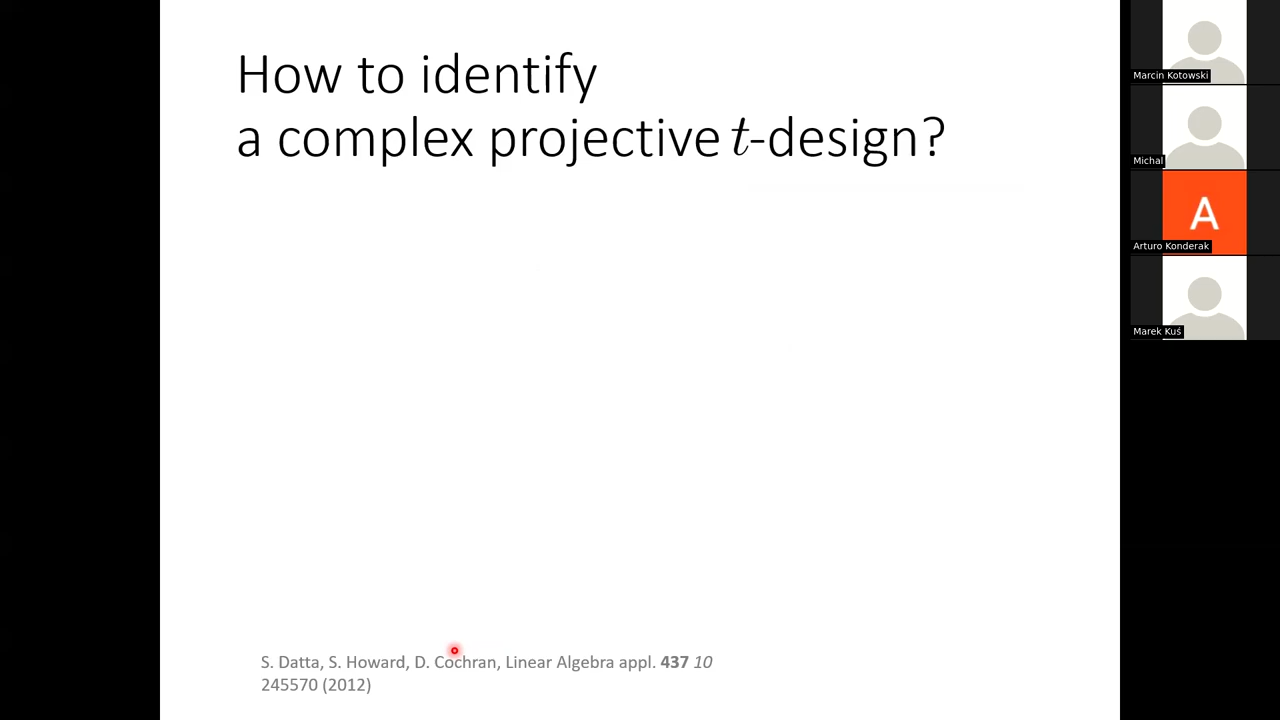 How to identify
a complex projective t-design?
S. Datta, S. Howard, D. Cochran, Linear Algebra appl. 437 10
245570 (2012)
Marcin Kotowski
Michal
A
Arturo Konderak
Marek Kuś